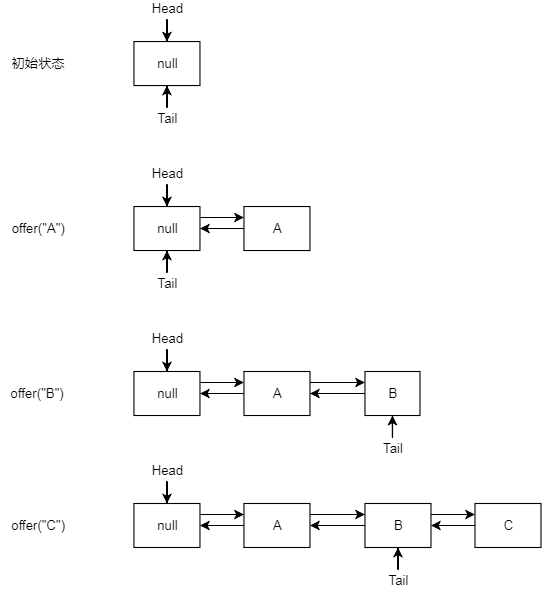 Head
初始状态
null
Tail
Head
offer("A")
null
A
Tail
Head
offer("B")
null
A
B
Tail
Head
offer("C")
null
A
B
C
Tail